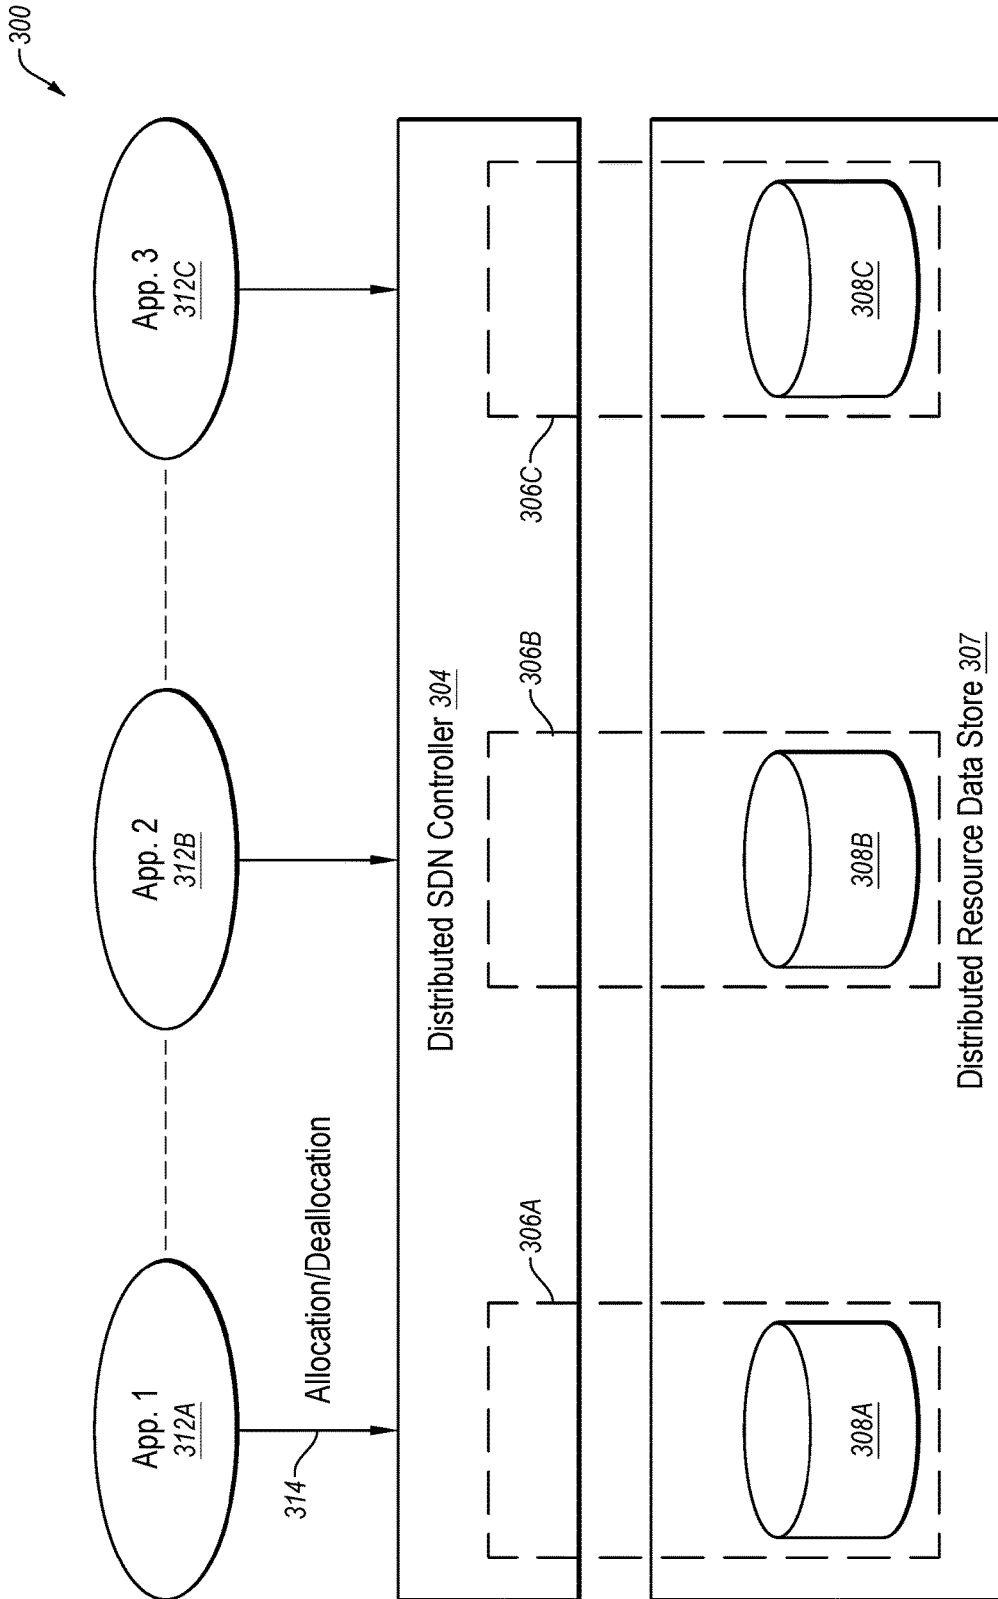 300
App. 1
312A
App. 2
312B
App. 3
312C
314
Allocation/Deallocation
Distributed SDN Controller 304
306A
306B
306C
308A
308B
308C
Distributed Resource Data Store 307